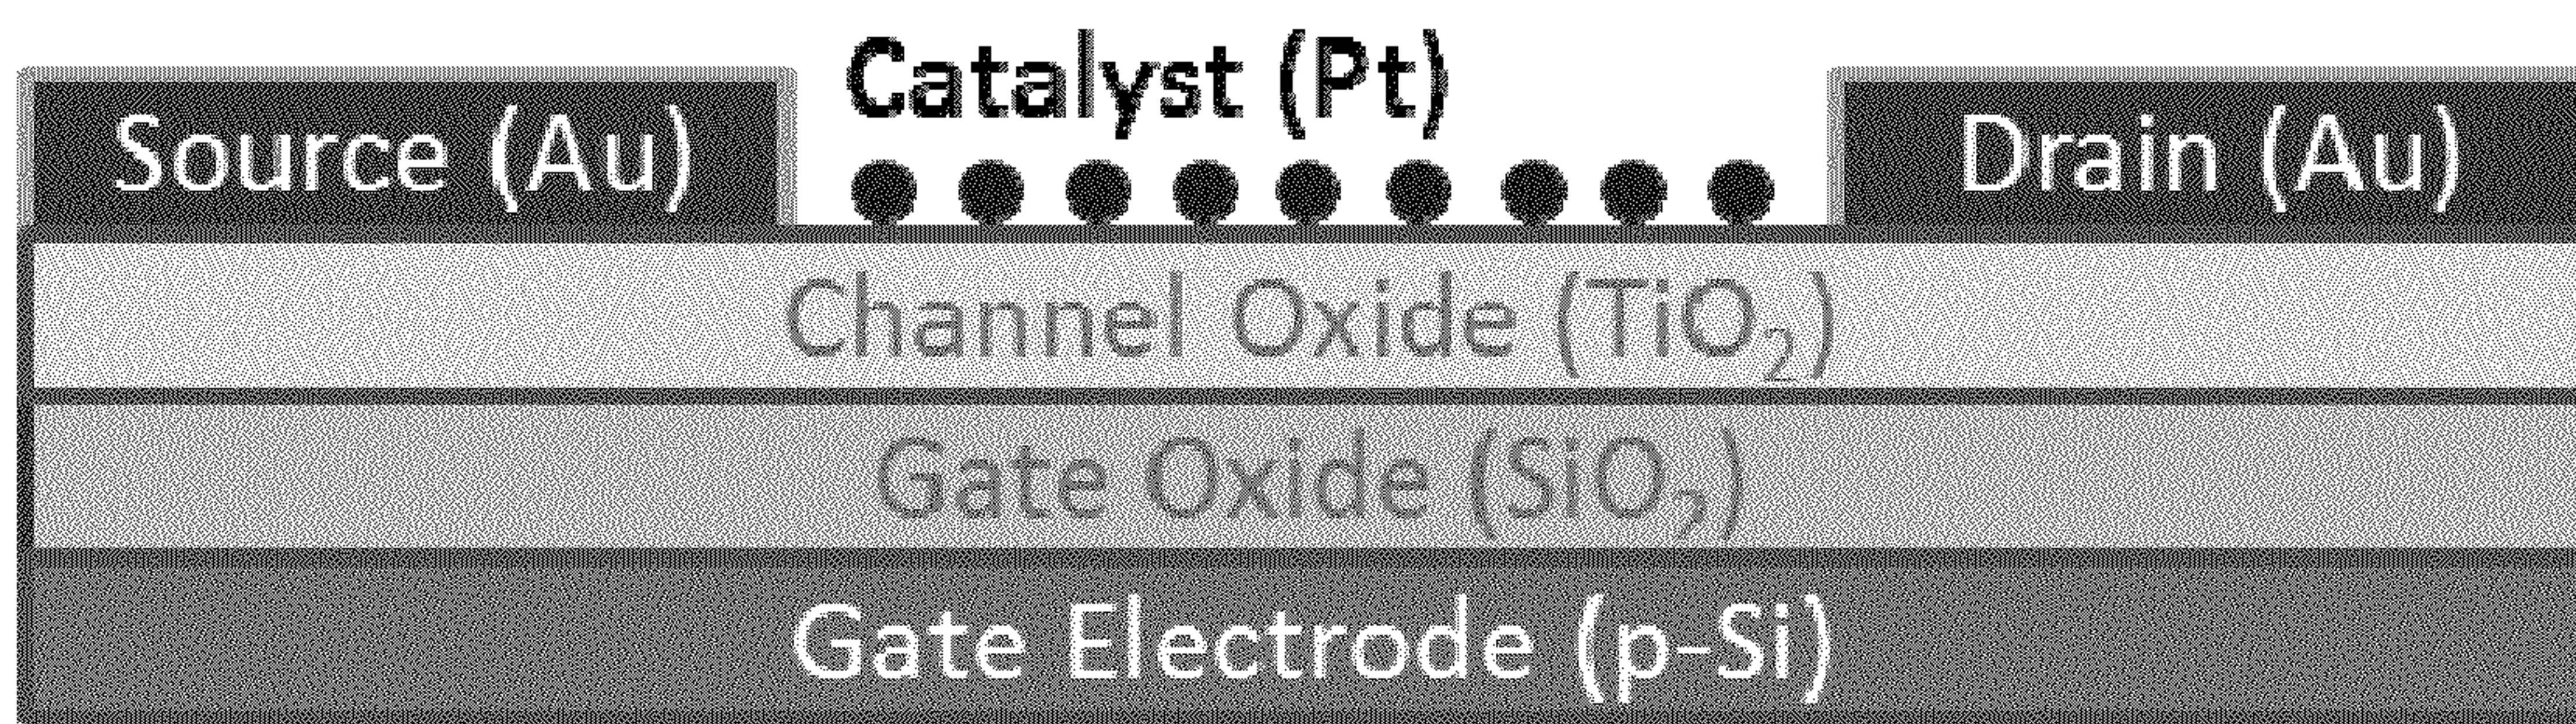 Catalyst (Pt)
Source (Au)
Drain (Au)
Channel Oxide (TiO₂)
Gate Oxide (SiO₂)
Gate Electrode (p-Si)